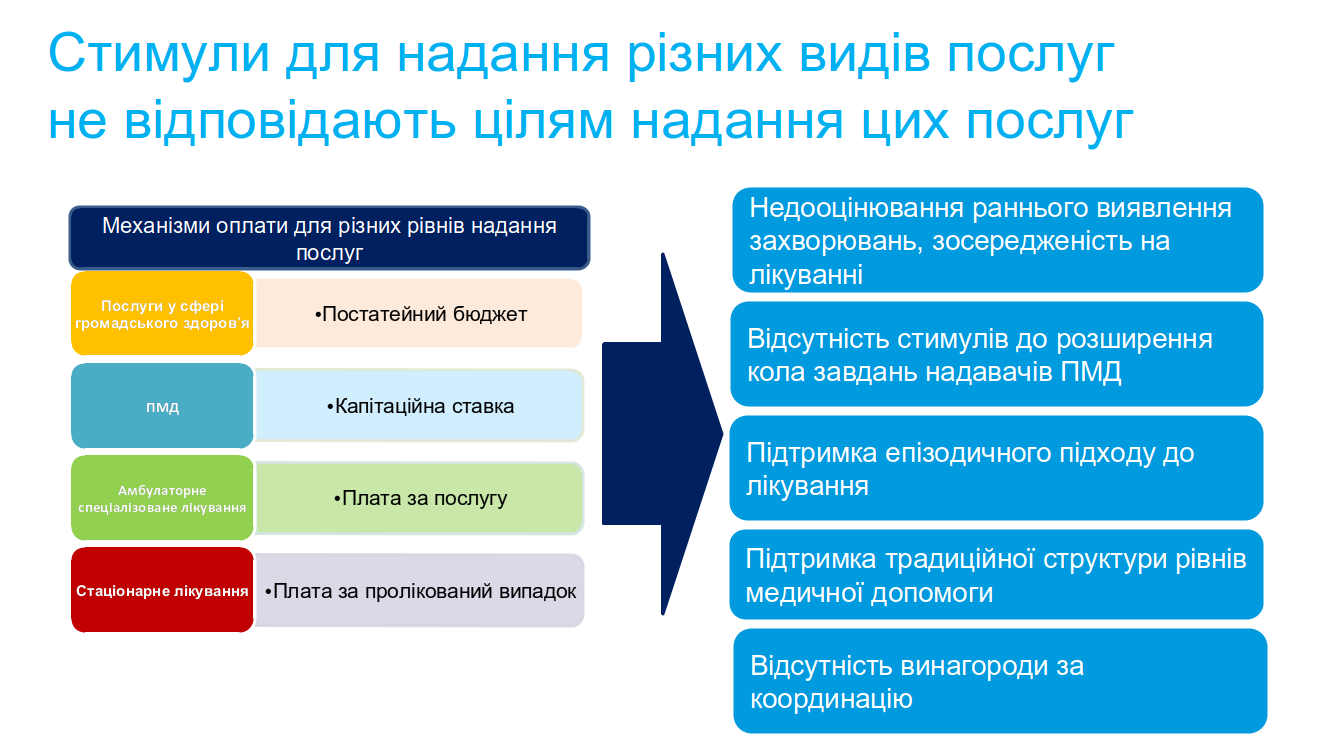 Стимули для надання різних видів послуг
не відповідають цілям надання цих послуг
Механізми оплати для різних рівнів надання
послуг
Послуги у сфері
громадського здоров’я
•Постатейний бюджет
ПМД
•Капітаційна ставка
Амбулаторне
спеціалізоване лікування
•Плата за послугу
Стаціонарне лікування
•Плата за пролікований випадок
Недооцінювання раннього виявлення
захворювань, зосередженість на
лікуванні
Відсутність стимулів до розширення
кола завдань надавачів ПМД
Підтримка епізодичного підходу до
лікування
Підтримка традиційної структури рівнів
медичної допомоги
Відсутність винагороди за
координацію